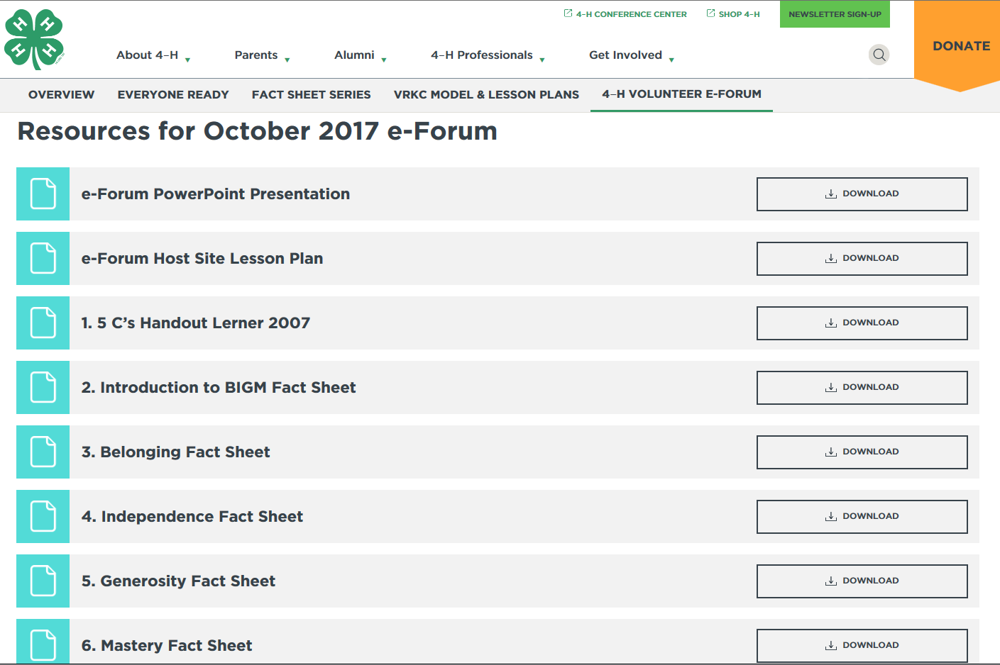 4-H CONFERENCE CENTER
SHOP 4-H
NEWSLETTER SIGN-UP
DONATE
H H
H H
About 4-H
Parents
Alumni
4-H Professionals
Get Involved
OVERVIEW
EVERYONE READY
FACT SHEET SERIES
VRKC MODEL & LESSON PLANS
4-H VOLUNTEER E-FORUM
Resources for October 2017 e-Forum
e-Forum PowerPoint Presentation
DOWNLOAD
e-Forum Host Site Lesson Plan
DOWNLOAD
1. 5 C’s Handout Lerner 2007
DOWNLOAD
2. Introduction to BIGM Fact Sheet
DOWNLOAD
3. Belonging Fact Sheet
DOWNLOAD
4. Independence Fact Sheet
DOWNLOAD
5. Generosity Fact Sheet
DOWNLOAD
6. Mastery Fact Sheet
DOWNLOAD